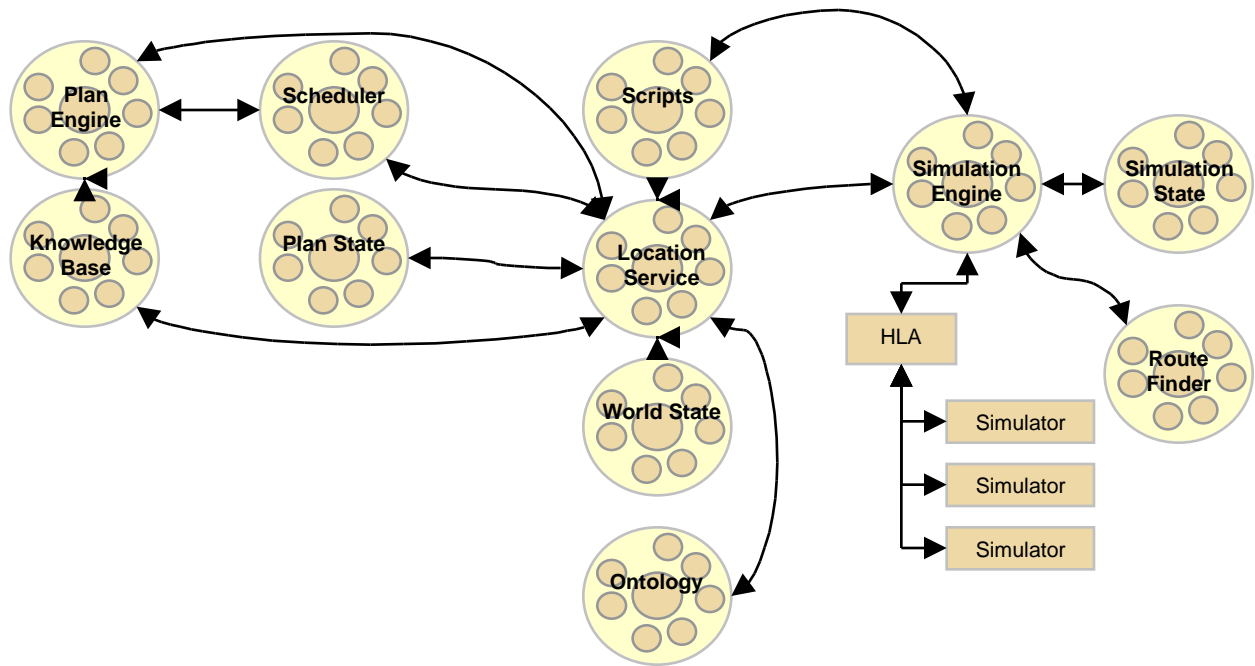 Plan
Engine
Scheduler
Scripts
Simulation
Engine
Simulation
State
Knowledge
Base
Plan State
Location
Service
HLA
Route
Finder
World State
Simulator
Simulator
Simulator
Ontology